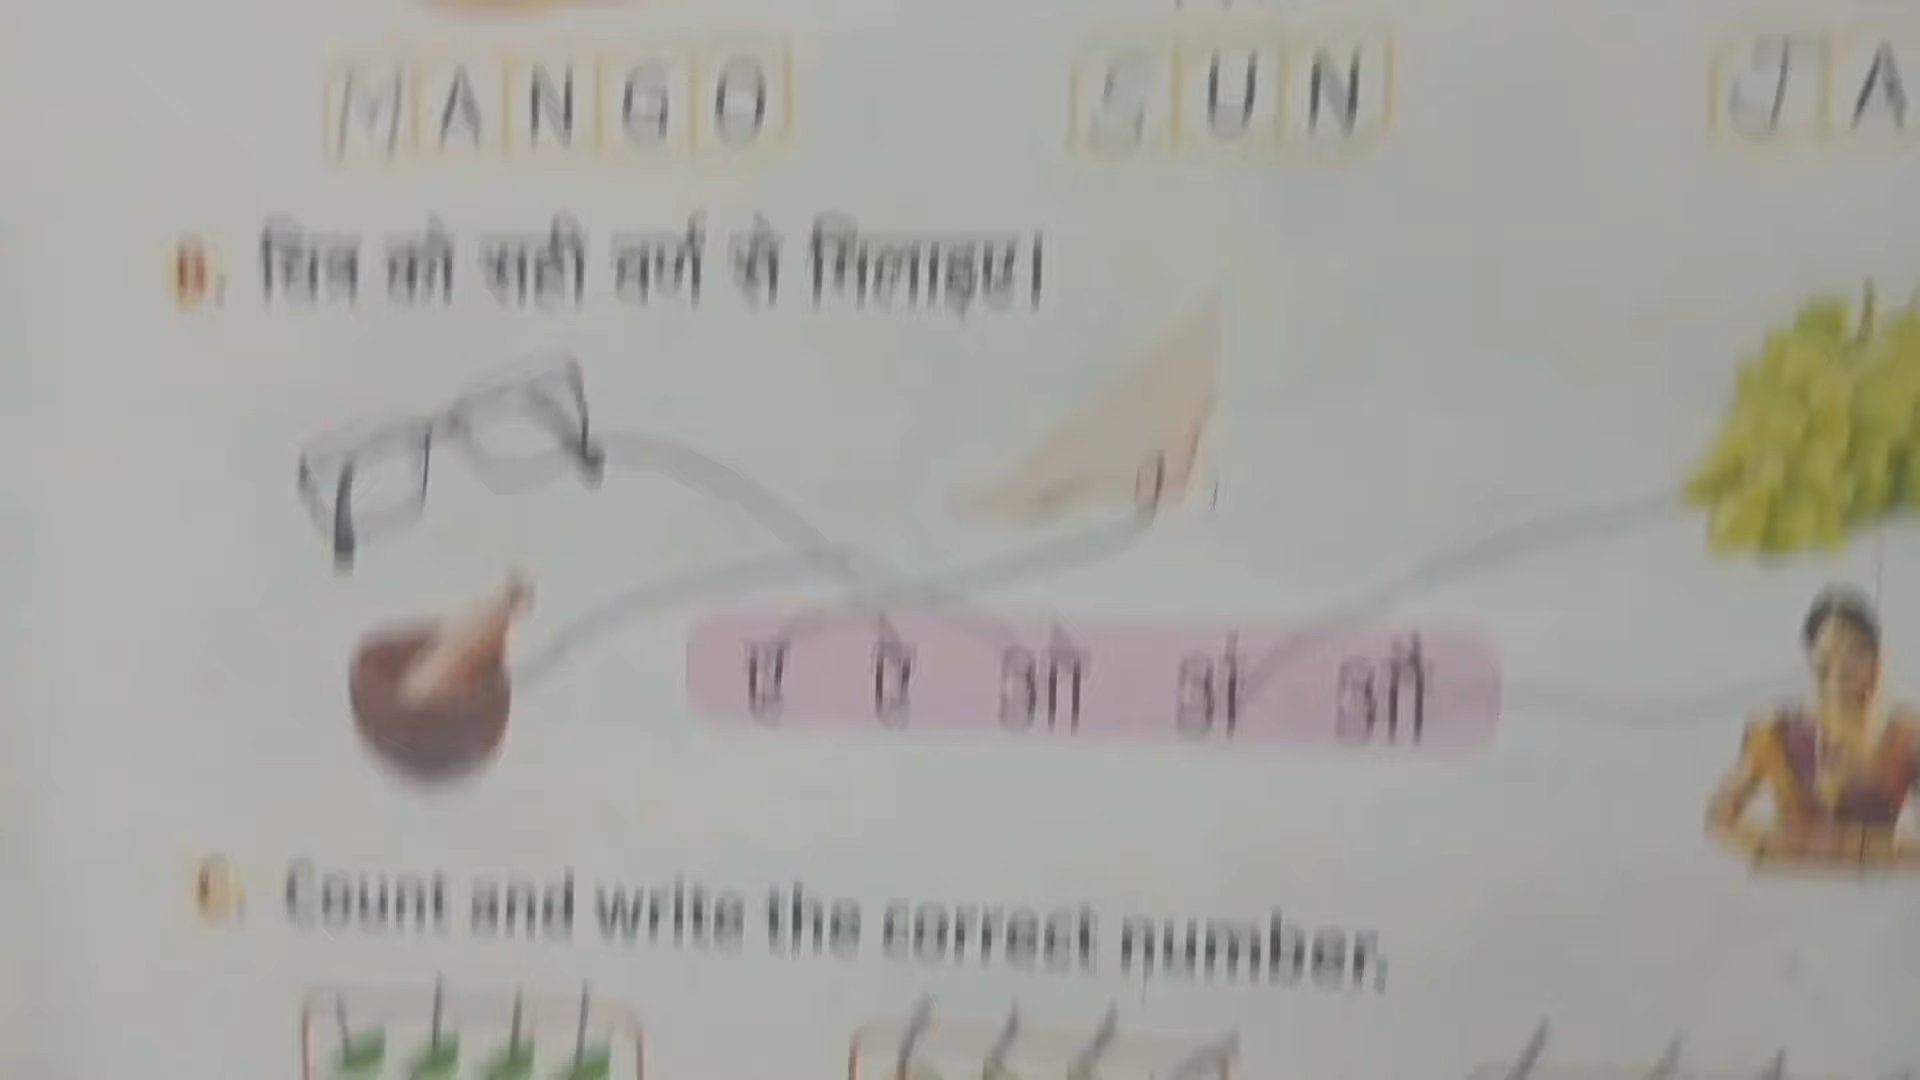 MANGO SUN JA
B. चित्र को सही वर्ण से मिलाइए।
ए ऐ ओ अं औ
C. Count and write the correct number.